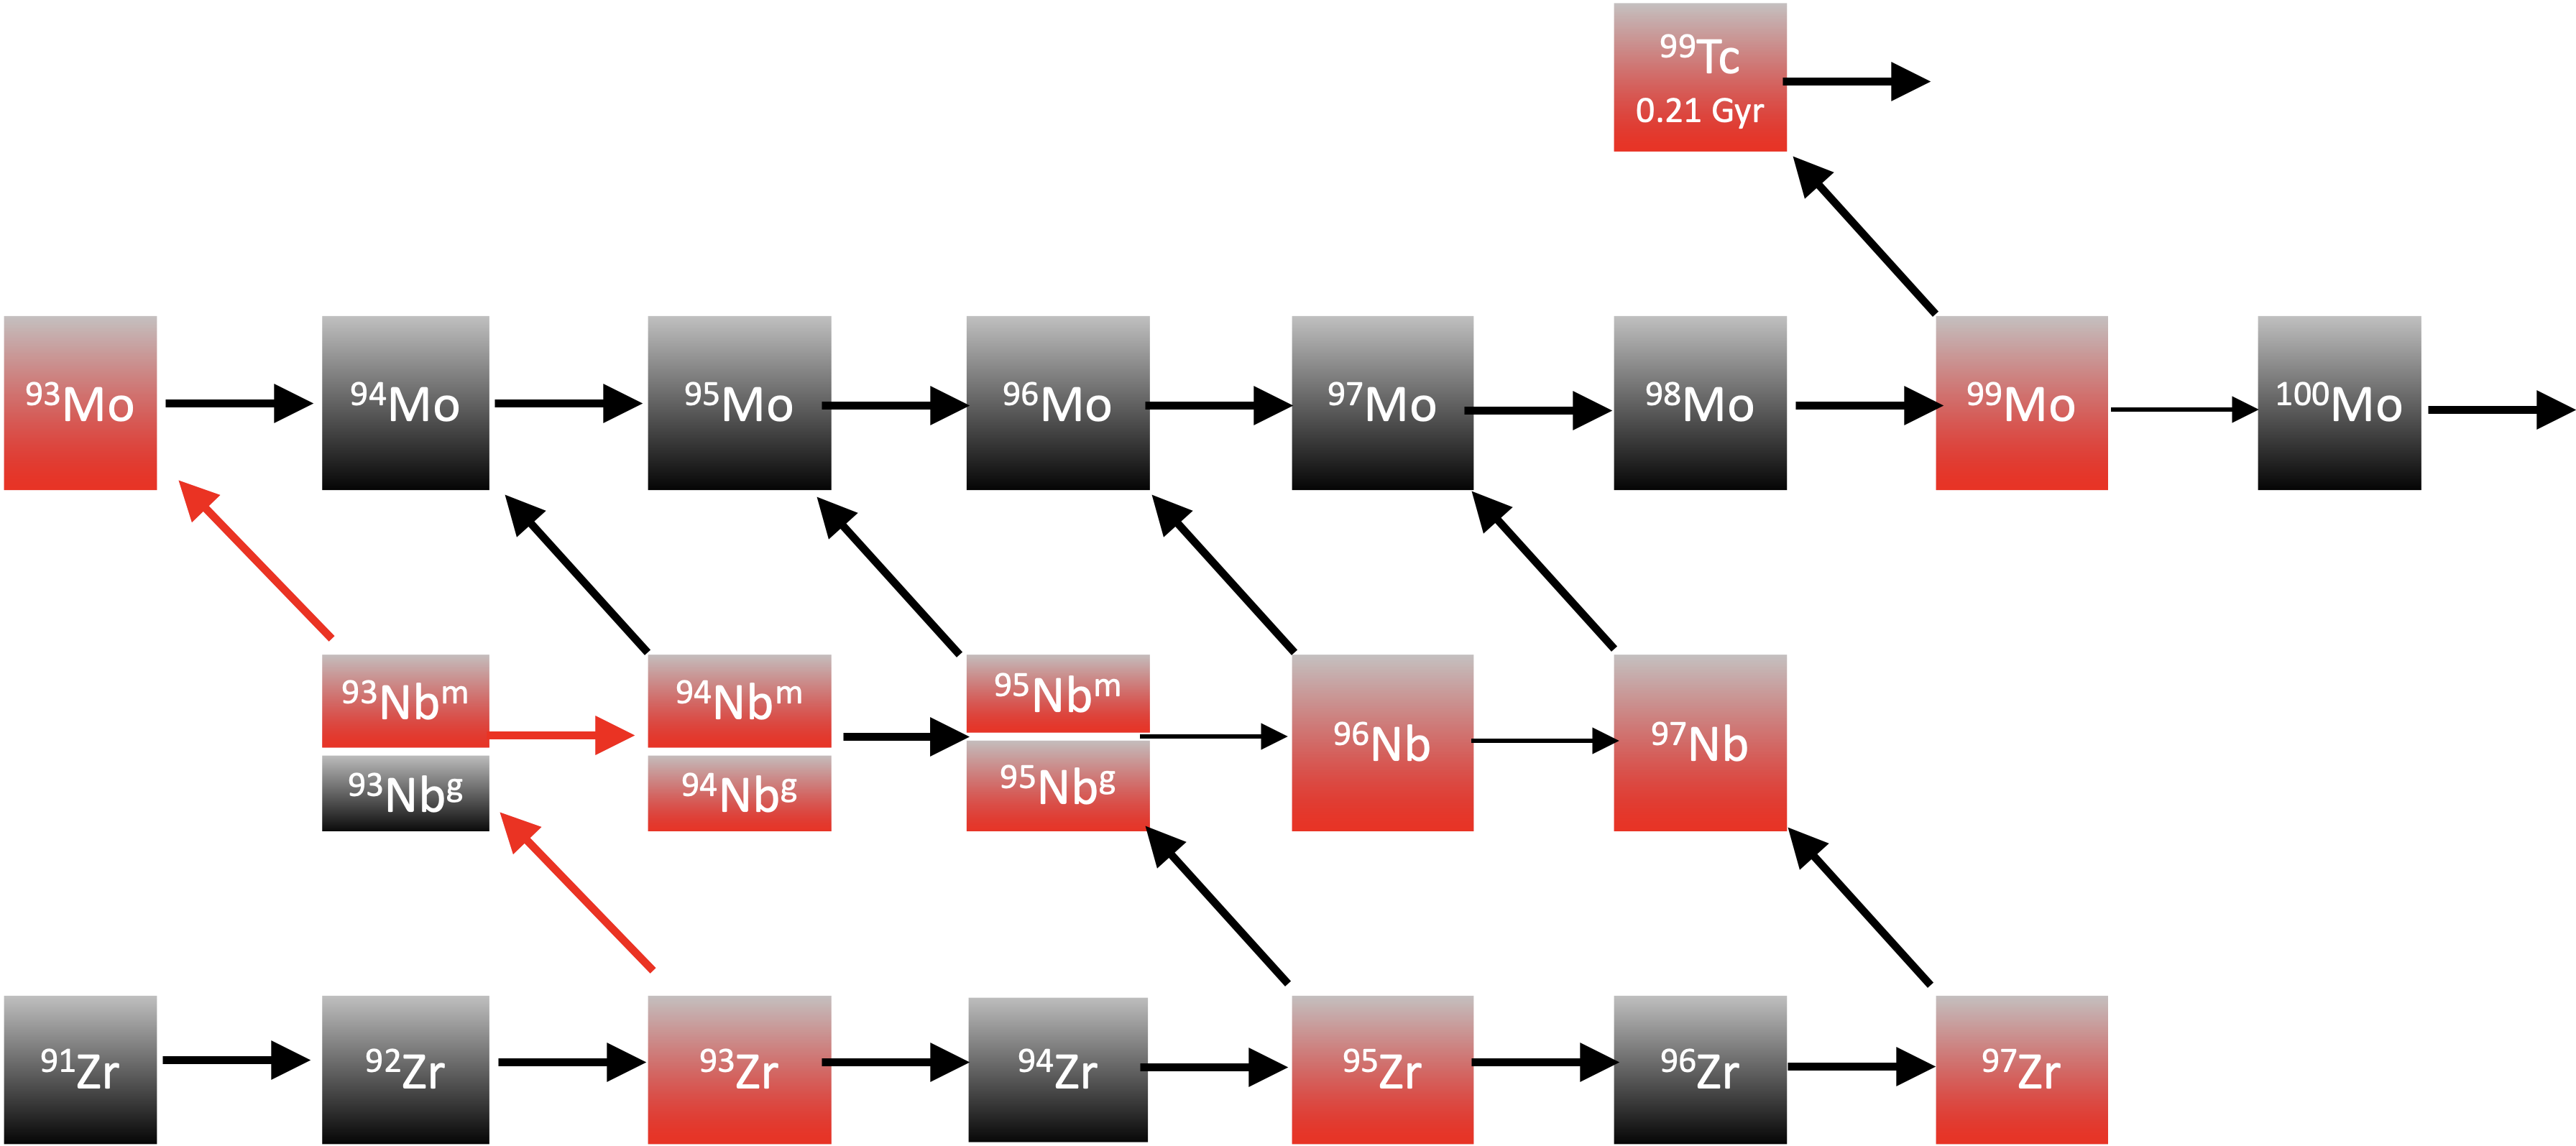 ⁹⁹Tc
0.21 Gyr
⁹³Mo ⁹⁴Mo ⁹⁵Mo ⁹⁶Mo ⁹⁷Mo ⁹⁸Mo ⁹⁹Mo ¹⁰⁰Mo
⁹³Nbᵐ ⁹⁴Nbᵐ ⁹⁵Nbᵐ ⁹⁶Nb ⁹⁷Nb
⁹³Nbᵍ ⁹⁴Nbᵍ ⁹⁵Nbᵍ
⁹¹Zr ⁹²Zr ⁹³Zr ⁹⁴Zr ⁹⁵Zr ⁹⁶Zr ⁹⁷Zr